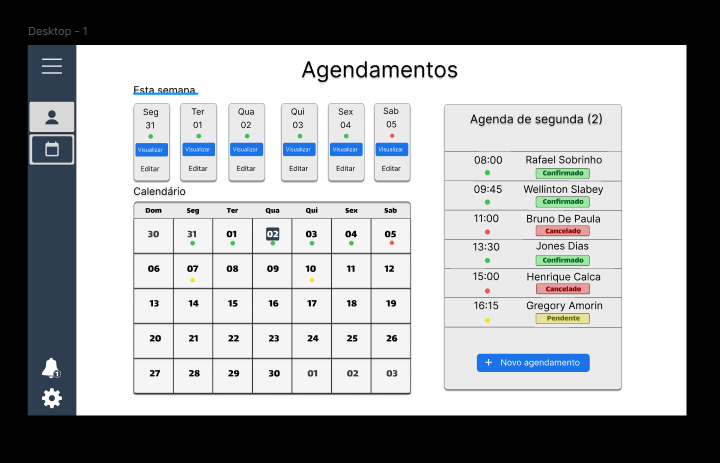 Desktop - 1
Agendamentos
Esta semana
Seg Ter Qua Qui Sex Sab
31 01 02 03 04 05
Visualizar Visualizar Visualizar Visualizar Visualizar Visualizar
Editar Editar Editar Editar Editar Editar
Calendário
Dom Seg Ter Qua Qui Sex Sab
30 31 01 02 03 04 05
06 07 08 09 10 11 12
13 14 15 16 17 18 19
20 21 22 23 24 25 26
27 28 29 30 01 02 03
Agenda de segunda (2)
08:00 Rafael Sobrinho
Confirmado
09:45 Wellinton Slabey
Confirmado
11:00 Bruno De Paula
Cancelado
13:30 Jones Dias
Confirmado
15:00 Henrique Calca
Cancelado
16:15 Gregory Amorin
Pendente
+ Novo agendamento
1